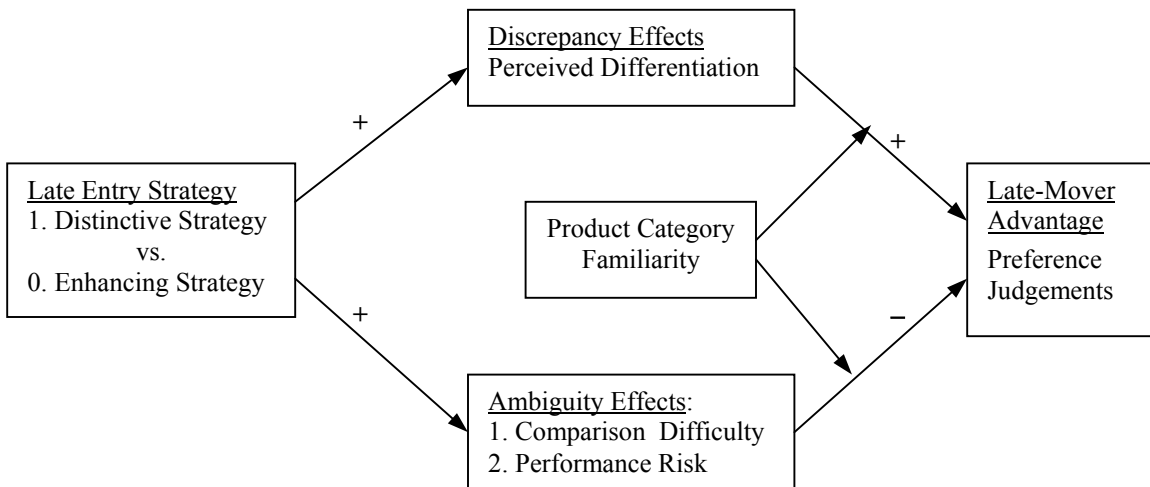 Discrepancy Effects
Perceived Differentiation
+
+
Late Entry Strategy
1. Distinctive Strategy
vs.
0. Enhancing Strategy
Product Category
Familiarity
Late-Mover
Advantage
Preference
Judgements
+
–
Ambiguity Effects:
1. Comparison Difficulty
2. Performance Risk